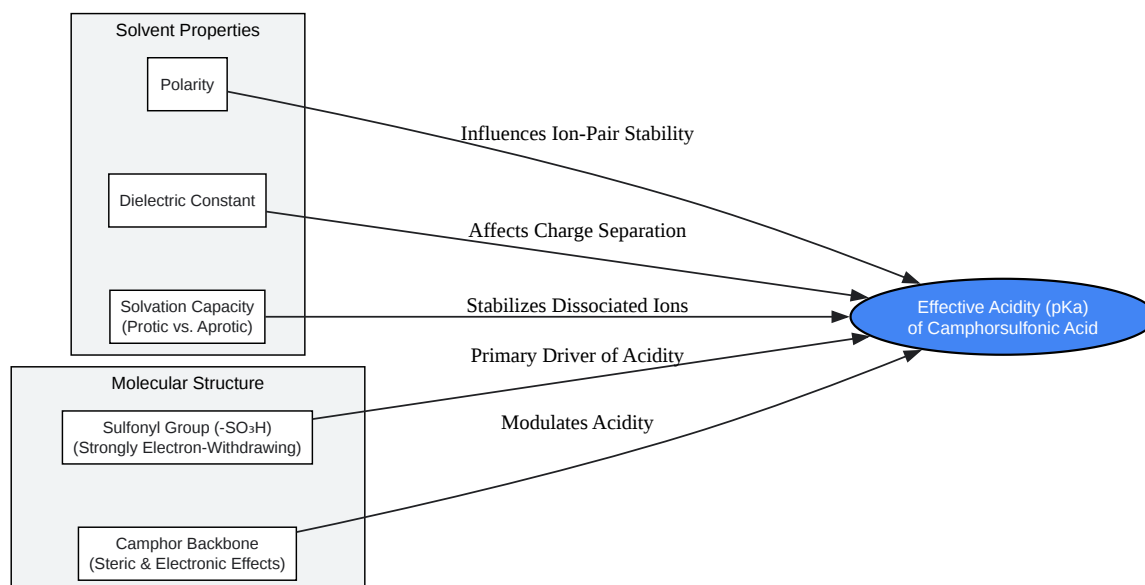 Solvent Properties
Polarity
Influences Ion-Pair Stability
Dielectric Constant
Affects Charge Separation
Solvation Capacity
(Protic vs. Aprotic)
Stabilizes Dissociated Ions
Effective Acidity (pKa)
of Camphorsulfonic Acid
Primary Driver of Acidity
Molecular Structure
Sulfonyl Group (-SO₃H)
(Strongly Electron-Withdrawing)
Modulates Acidity
Camphor Backbone
(Steric & Electronic Effects)